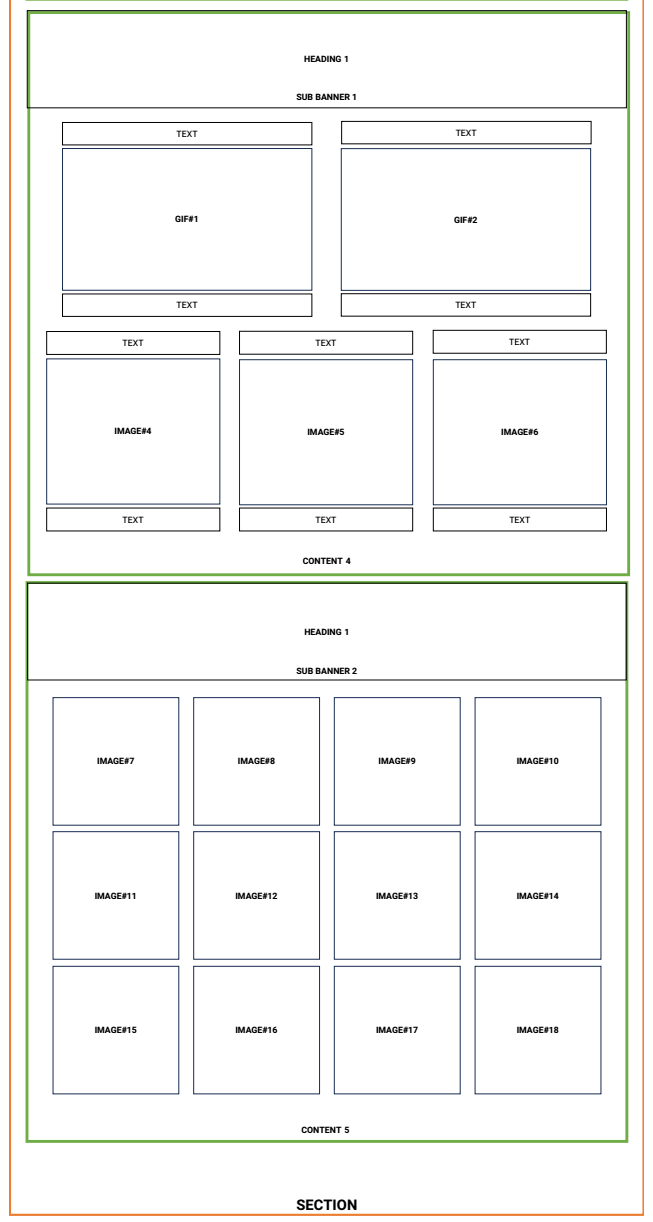 HEADING 1
SUB BANNER 1
TEXT TEXT
GIF#1 GIF#2
TEXT TEXT
TEXT TEXT TEXT
IMAGE#4 IMAGE#5 IMAGE#6
TEXT TEXT TEXT
CONTENT 4
HEADING 1
SUB BANNER 2
IMAGE#7 IMAGE#8 IMAGE#9 IMAGE#10
IMAGE#11 IMAGE#12 IMAGE#13 IMAGE#14
IMAGE#15 IMAGE#16 IMAGE#17 IMAGE#18
CONTENT 5
SECTION